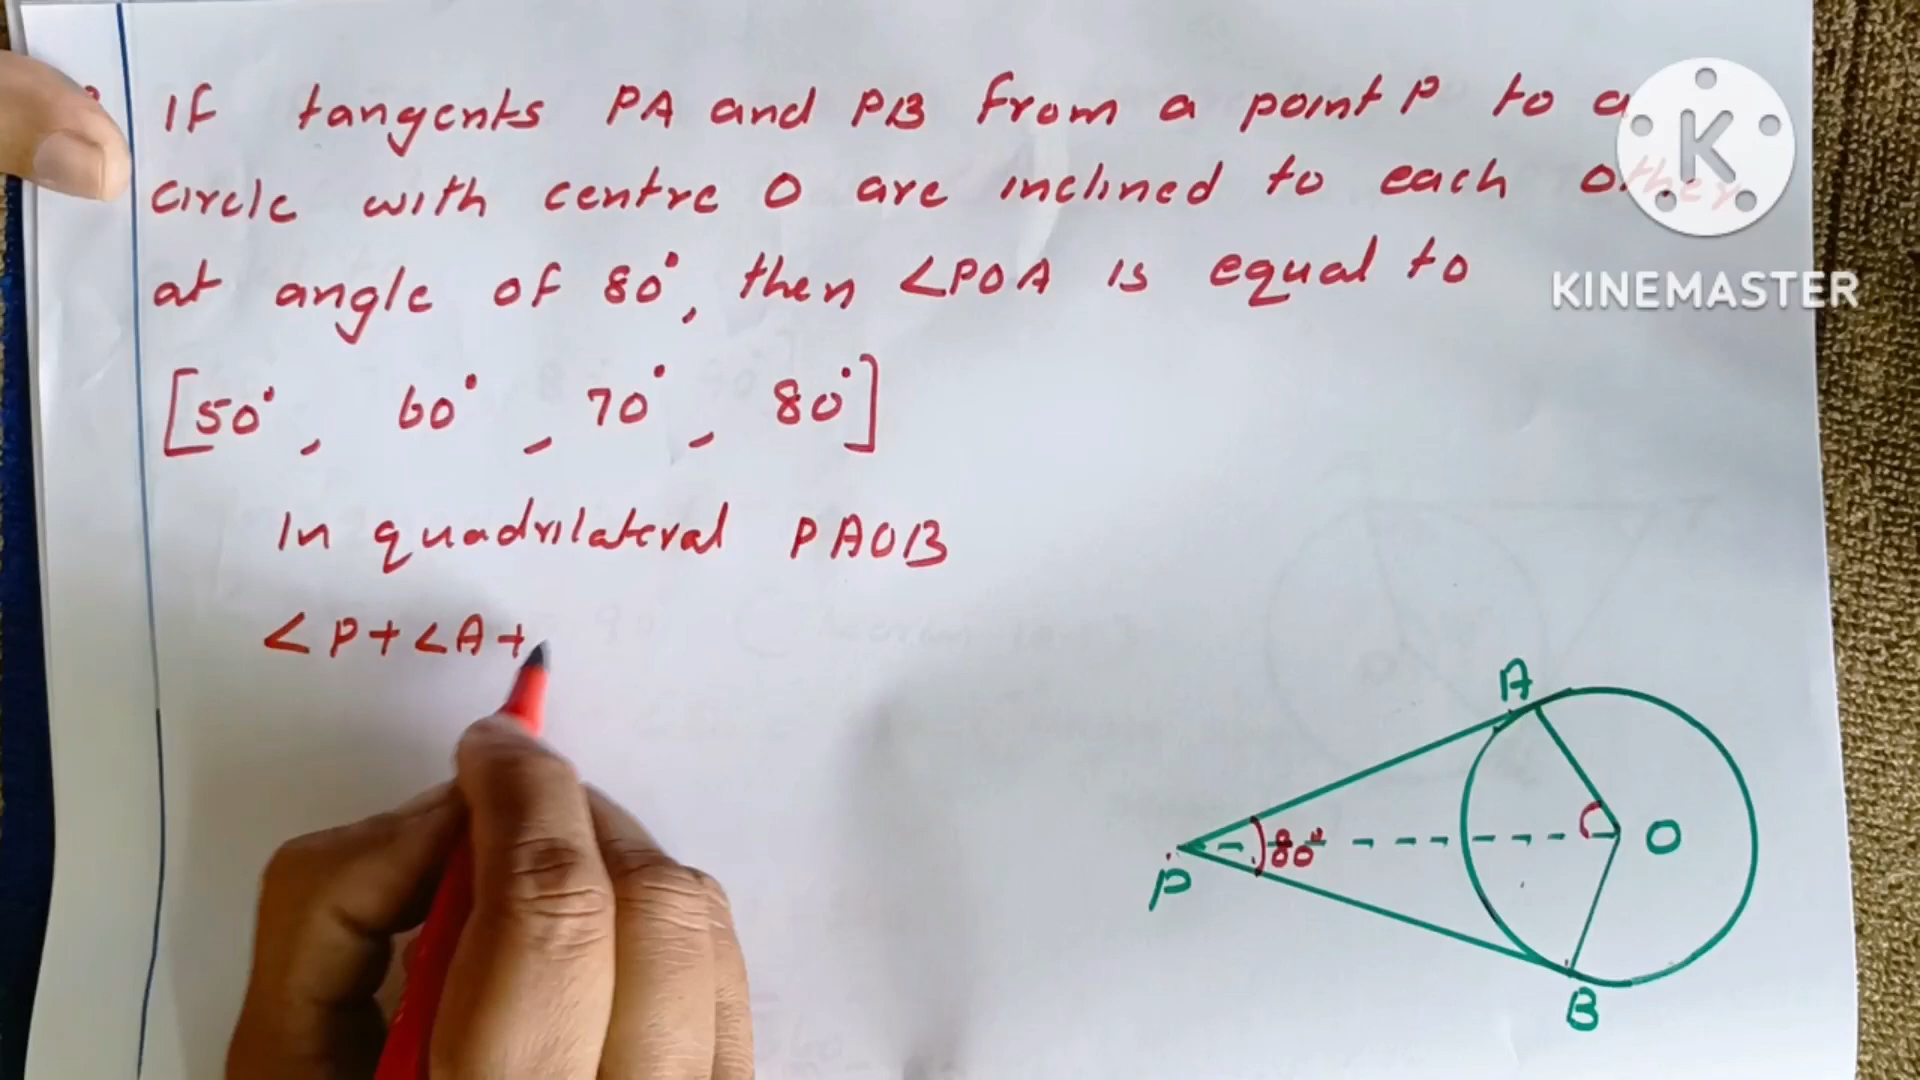 If tangents PA and PB from a point P to a
circle with centre O are inclined to each other
at angle of 80°, then ∠POA is equal to
[50°, 60°, 70°, 80°]
In quadrilateral PAOB
∠P+∠A+
K
KINEMASTER
A
80°
O
P
B